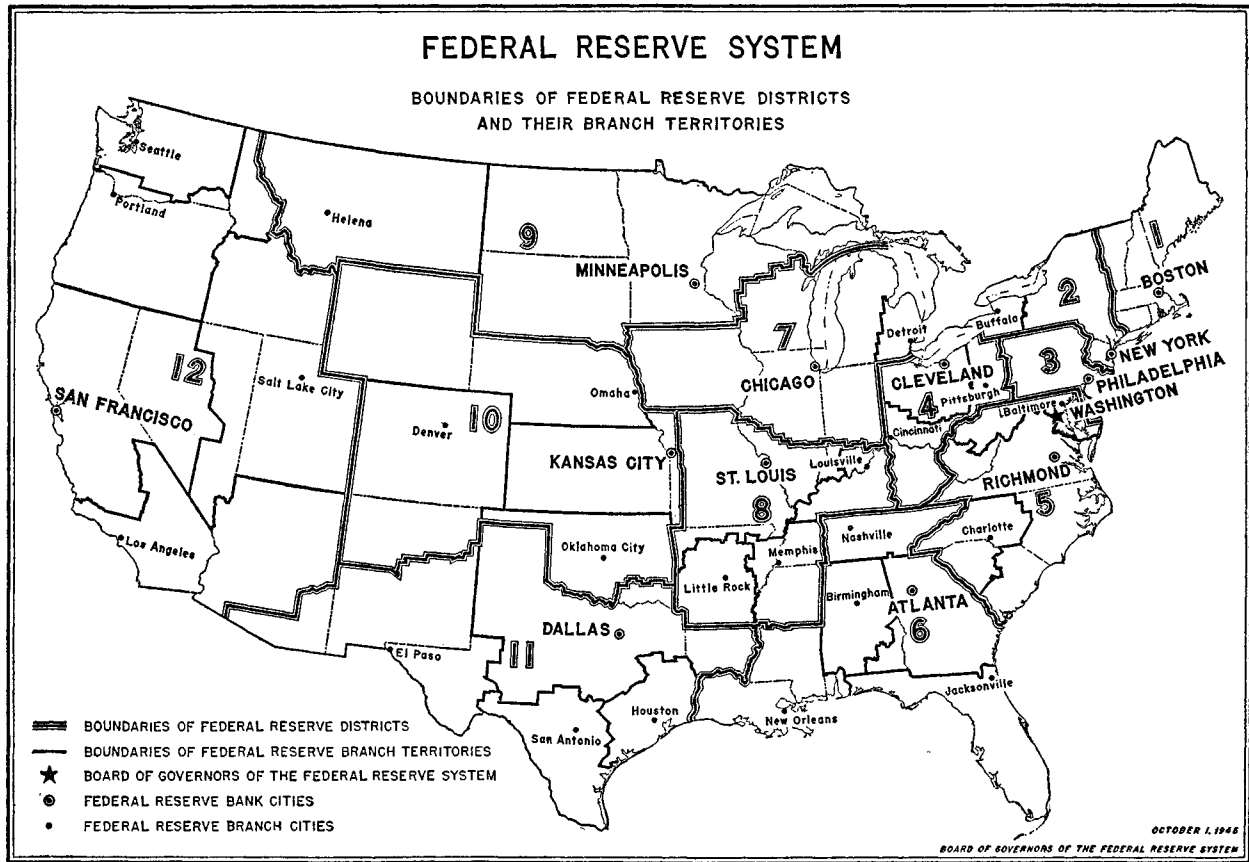 FEDERAL RESERVE SYSTEM
BOUNDARIES OF FEDERAL RESERVE DISTRICTS
AND THEIR BRANCH TERRITORIES
Seattle
Portland
Helena
9
MINNEAPOLIS
1
BOSTON
2
Buffalo
Detroit
7
CHICAGO
3
NEW YORK
PHILADELPHIA
WASHINGTON
CLEVELAND
4
Pittsburgh
Baltimore
Cincinnati
12
SAN FRANCISCO
Salt Lake City
Omaha
10
Denver
KANSAS CITY
ST. LOUIS
8
Louisville
RICHMOND
5
Los Angeles
Oklahoma City
Memphis
Nashville
Charlotte
Little Rock
Birmingham
ATLANTA
6
DALLAS
11
El Paso
Houston
San Antonio
New Orleans
Jacksonville
BOUNDARIES OF FEDERAL RESERVE DISTRICTS
BOUNDARIES OF FEDERAL RESERVE BRANCH TERRITORIES
BOARD OF GOVERNORS OF THE FEDERAL RESERVE SYSTEM
FEDERAL RESERVE BANK CITIES
FEDERAL RESERVE BRANCH CITIES
OCTOBER 1,
BOARD OF GOVERNORS OF THE FEDERAL RESERVE SYSTEM